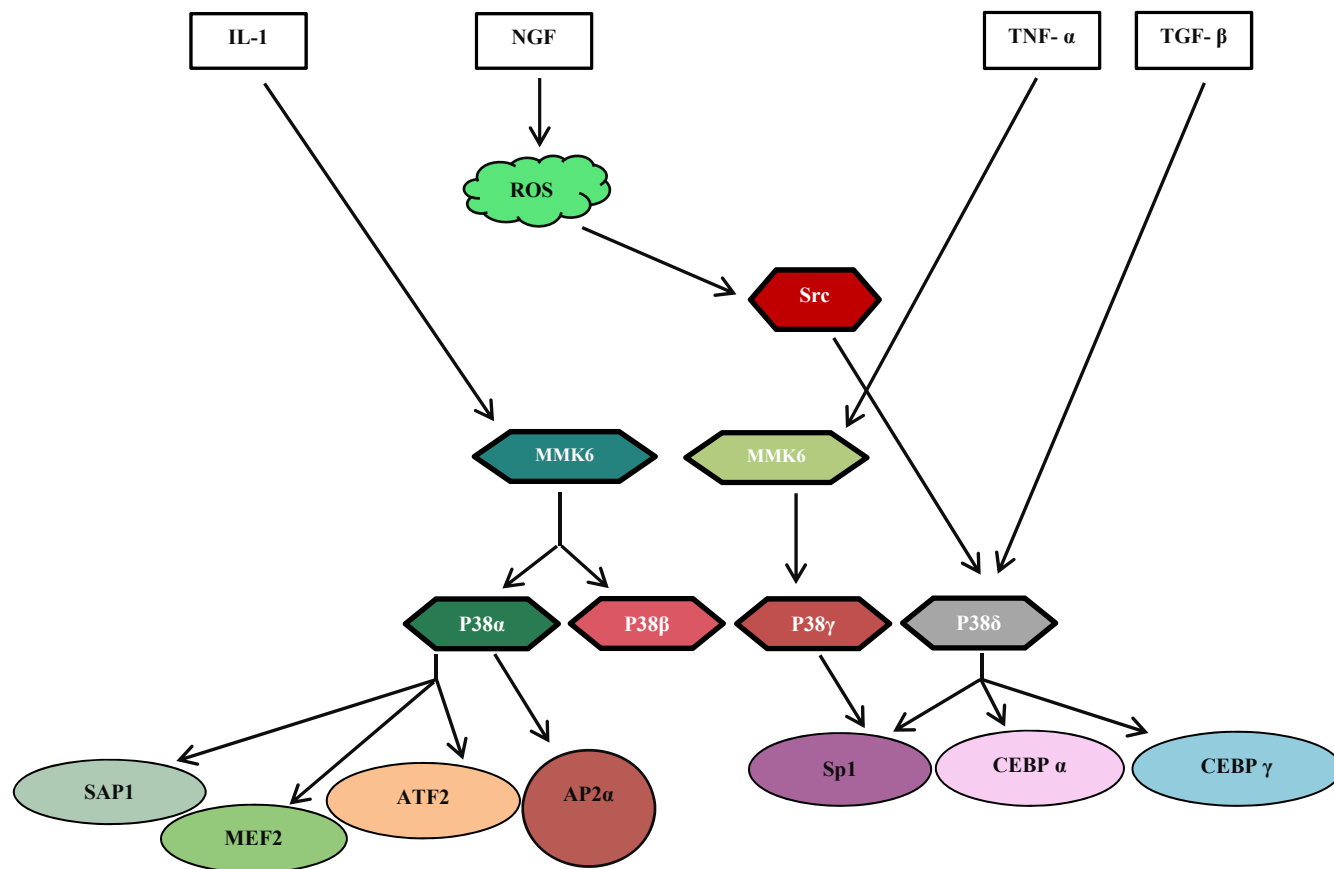 IL-1
NGF
TNF- α
TGF- β
ROS
Src
MMK6
MMK6
P38α
P38β
P38γ
P38δ
SAP1
MEF2
ATF2
AP2α
Sp1
CEBP α
CEBP γ